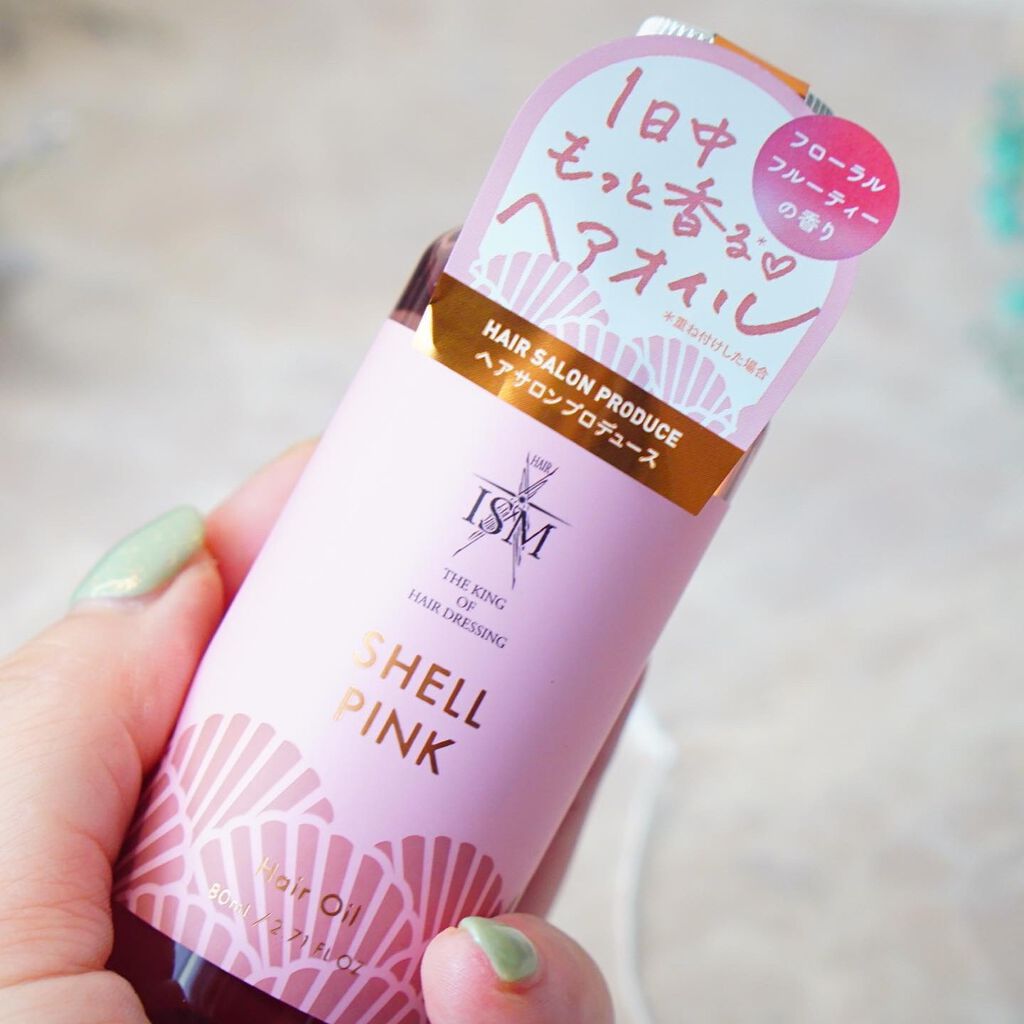 1日中
もっと香る*♡
ヘアオイル
*重ね付けした場合
フローラル
フルーティー
の香り
HAIR SALON PRODUCE
ヘアサロンプロデュース
HAIR
ISM
THE KING
OF
HAIR DRESSING
SHELL
PINK
Hair Oil
80ml / 2.71 FL OZ